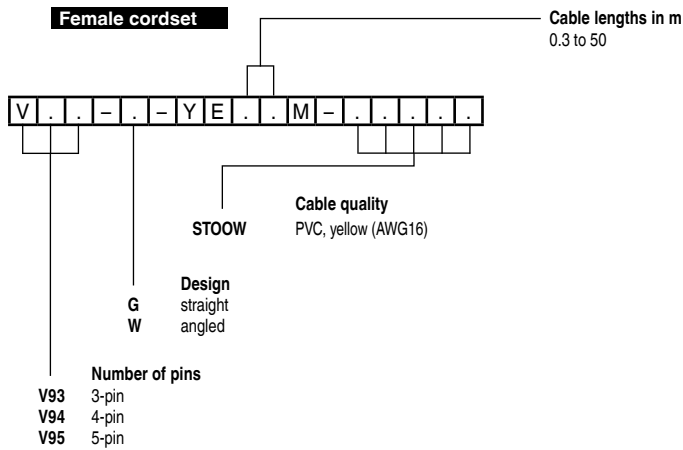 Female cordset
Cable lengths in m
0.3 to 50
V . . – . – Y E . . M – . . . . .
Cable quality
STOOW PVC, yellow (AWG16)
Design
G straight
W angled
Number of pins
V93 3-pin
V94 4-pin
V95 5-pin